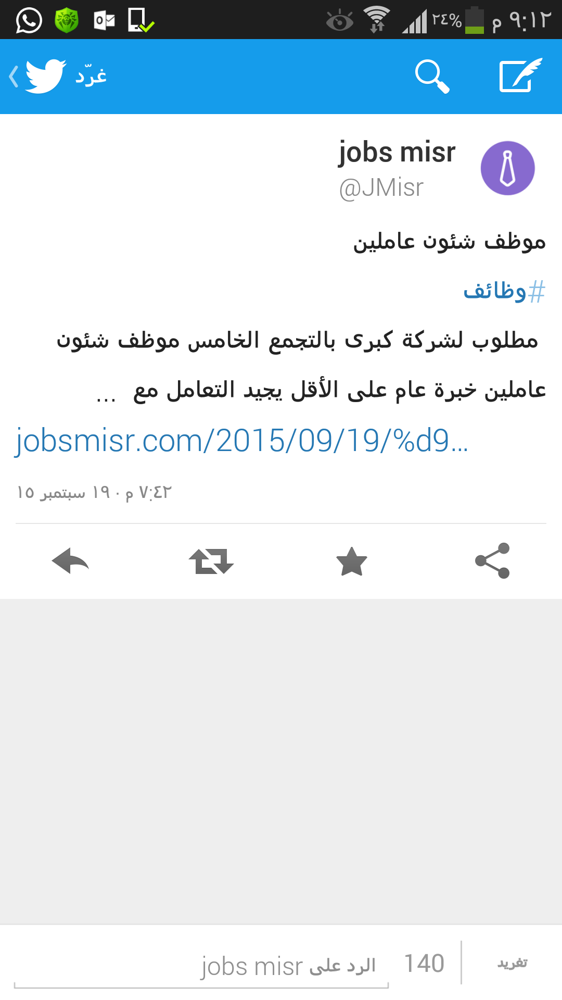 ٢٤% ٩:١٢ م
غرّد
jobs misr
@JMisr
موظف شئون عاملين
#وظائف
مطلوب لشركة كبرى بالتجمع الخامس موظف شئون
عاملين خبرة عام على الأقل يجيد التعامل مع ...
jobsmisr.com/2015/09/19/%d9…
٧:٤٢ م · ١٩ سبتمبر ١٥
الرد على jobs misr 140 تغريد